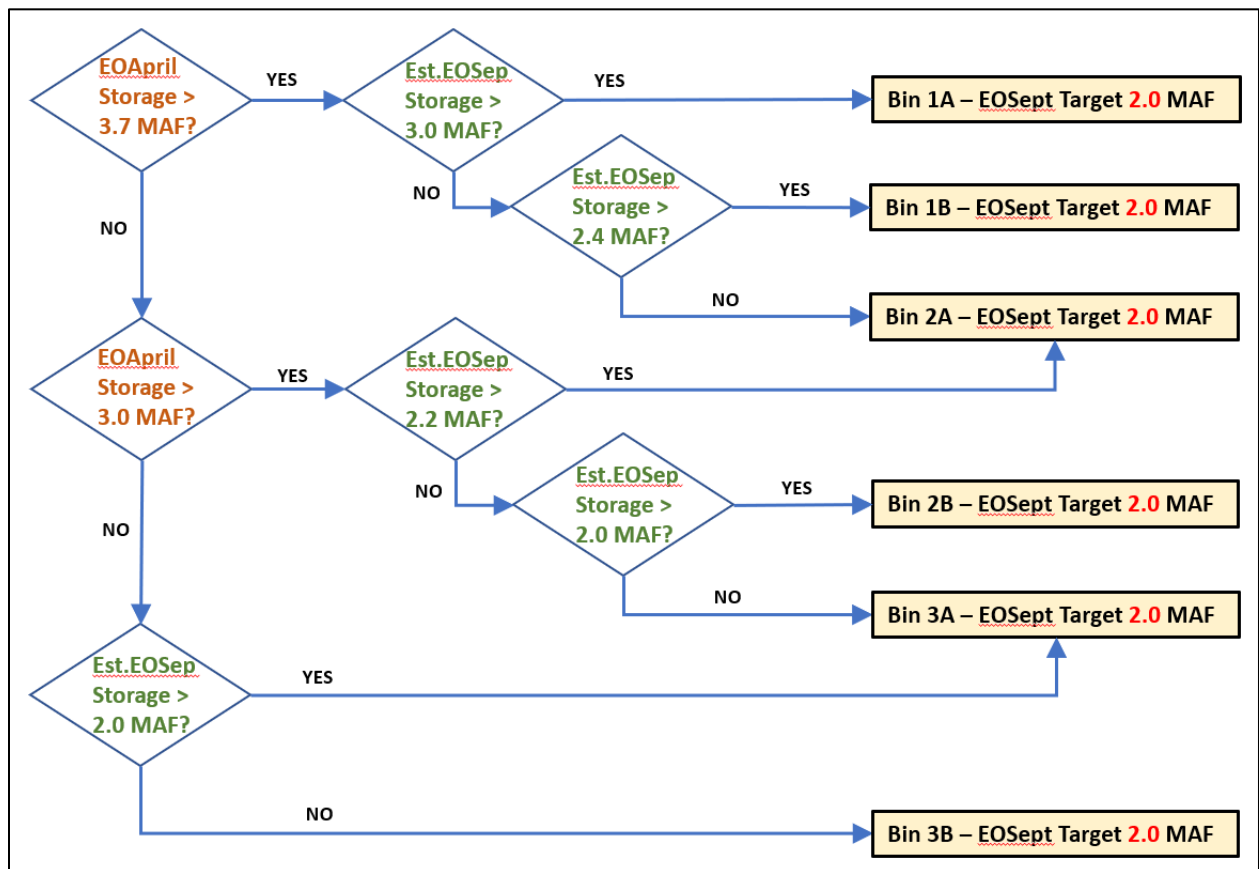 EOApril
Storage >
3.7 MAF?
YES
Est.EOSep
Storage >
3.0 MAF?
YES
Bin 1A – EOSept Target 2.0 MAF
NO
NO
Est.EOSep
Storage >
2.4 MAF?
YES
Bin 1B – EOSept Target 2.0 MAF
NO
Bin 2A – EOSept Target 2.0 MAF
EOApril
Storage >
3.0 MAF?
YES
Est.EOSep
Storage >
2.2 MAF?
YES
NO
NO
Est.EOSep
Storage >
2.0 MAF?
YES
Bin 2B – EOSept Target 2.0 MAF
NO
Bin 3A – EOSept Target 2.0 MAF
Est.EOSep
Storage >
2.0 MAF?
YES
NO
Bin 3B – EOSept Target 2.0 MAF